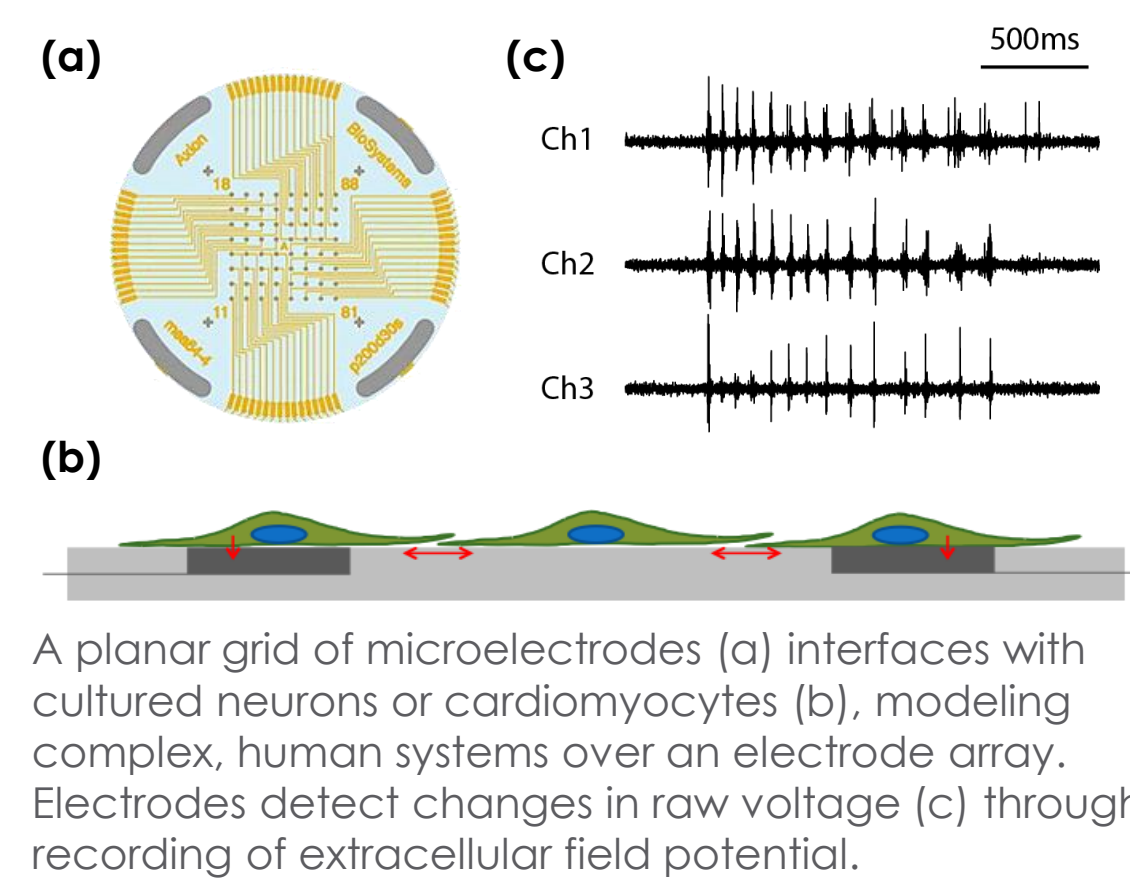 (a)
Axion
BioSystems
18
88
A
11
81
mea64-4
p200d30s
(c)
500ms
Ch1
Ch2
Ch3
(b)
A planar grid of microelectrodes (a) interfaces with
cultured neurons or cardiomyocytes (b), modeling
complex, human systems over an electrode array.
Electrodes detect changes in raw voltage (c) through
recording of extracellular field potential.